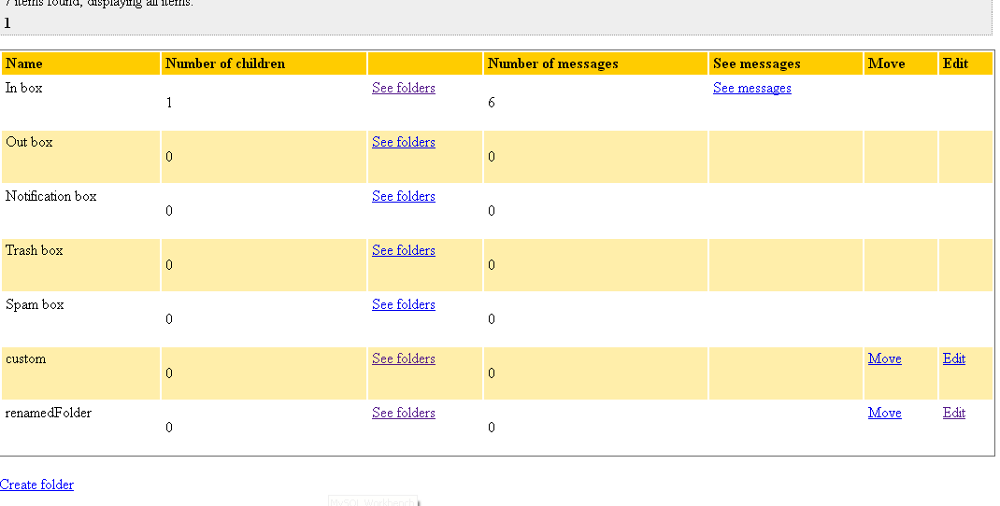 7 items found, displaying all items.
1
Name Number of children Number of messages See messages Move Edit
In box 1 See folders 6 See messages
Out box 0 See folders 0
Notification box 0 See folders 0
Trash box 0 See folders 0
Spam box 0 See folders 0
custom 0 See folders 0 Move Edit
renamedFolder 0 See folders 0 Move Edit
Create folder
MySQL Workbench